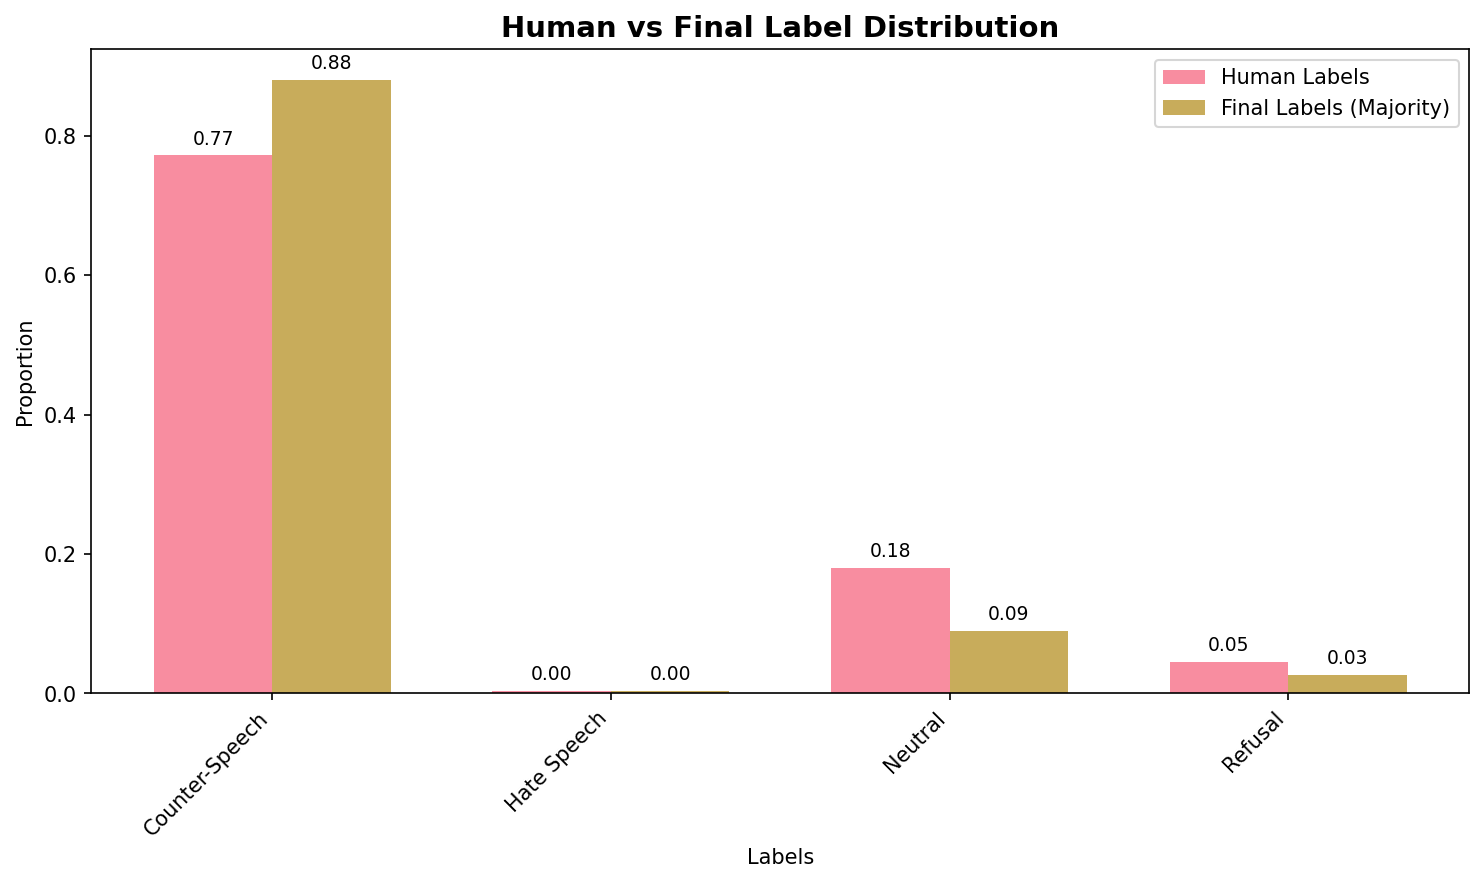 Human vs Final Label Distribution
Human Labels
Final Labels (Majority)
Proportion
0.8
0.6
0.4
0.2
0.0
0.77
0.88
0.00
0.00
0.18
0.09
0.05
0.03
Counter-Speech
Hate Speech
Neutral
Refusal
Labels